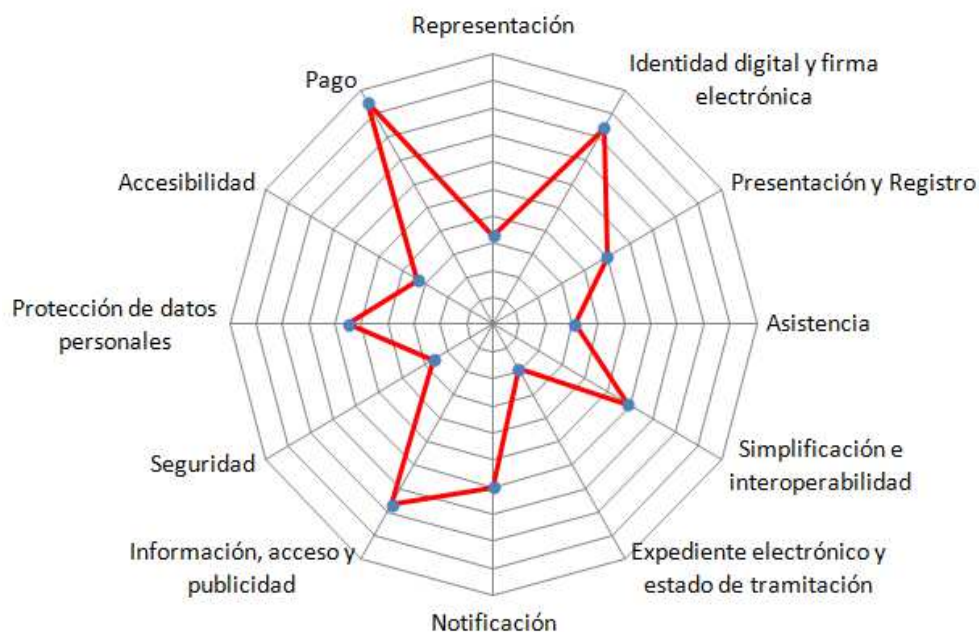 Representación
Identidad digital y firma
electrónica
Pago
Accesibilidad
Presentación y Registro
Protección de datos
personales
Asistencia
Seguridad
Simplificación e
interoperabilidad
Información, acceso y
publicidad
Expediente electrónico y
estado de tramitación
Notificación